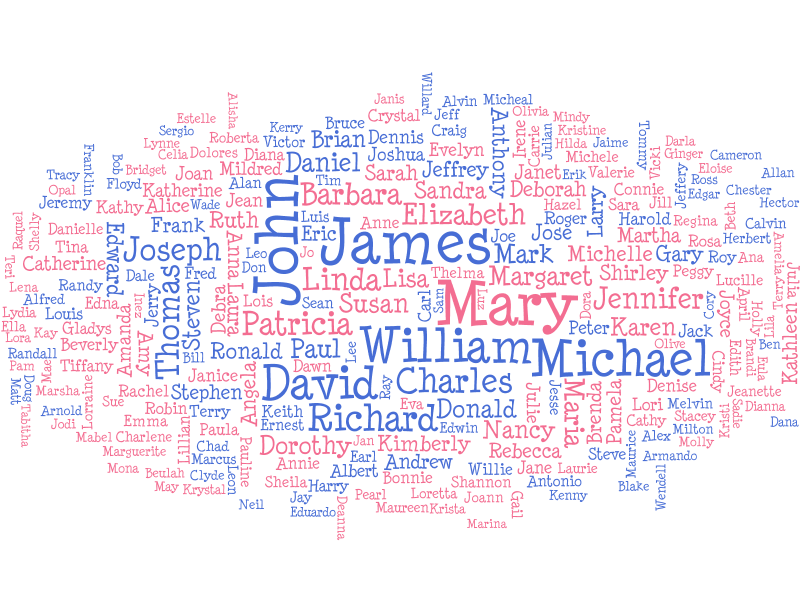 Janis
Willard
Alvin
Micheal
Estelle
Alisha
Crystal
Jeff
Olivia
Mindy
Sergio
Kerry
Bruce
Craig
Anthony
Irene
Carrie
Julian
Kristine
Tommy
Lynne
Roberta
Victor
Brian
Dennis
Hilda
Jaime
Darla
Franklin
Bob
Celia
Dolores
Diana
Daniel
Joshua
Evelyn
Michele
Vicki
Ginger
Cameron
Tracy
Floyd
Bridget
Joan
Mildred
Tim
Sarah
Jeffrey
Janet
Erik
Valerie
Jeffery
Eloise
Allan
Opal
Katherine
Alan
John
Barbara
Sandra
Deborah
Larry
Connie
Ross
Edgar
Chester
Jeremy
Kathy
Alice
Wade
Jean
Hazel
Sara
Jill
Beth
Hector
Rachel
Shelly
Danielle
Edward
Frank
Ruth
Luis
Anne
Elizabeth
Roger
Harold
Regina
Calvin
Tina
Joseph
Anna
Eric
James
Joe
Jose
Martha
Rosa
Herbert
Amelia
Terry
Teri
Catherine
Leo
Jo
Mark
Michelle
Gary
Roy
Ana
Julia
Lena
Randy
Dale
Thomas
Fred
Don
Linda
Lisa
Thelma
Margaret
Shirley
Peggy
Lucille
Kathleen
Alfred
Edna
Inez
Jerry
Steven
Debra
Laura
Lois
Sean
Susan
Carl
Sam
Mary
Luz
Dora
Jennifer
Cory
Joyce
April
Holly
Lila
Lydia
Louis
Amanda
Ella
Kay
Gladys
Patricia
Peter
Karen
Jack
Ben
Lora
Beverly
Amy
William
Brandi
Randall
Mae
Bill
Ronald
Paul
Lee
Michael
Olive
Edith
Eula
Pam
Tiffany
Dawn
Cindy
Matt
Doug
Marsha
Lorraine
Rachel
Janice
Angela
David
Ray
Charles
Jesse
Maria
Brenda
Pamela
Denise
Jeanette
Tabitha
Sue
Stephen
Eva
Julie
Lori
Melvin
Kristi
Sadie
Dianna
Arnold
Robin
Terry
Keith
Richard
Donald
Stacey
Jodi
Emma
Lillian
Paula
Ernest
Edwin
Nancy
Cathy
Milton
Dana
Mabel
Charlene
Chad
Pauline
Dorothy
Jan
Kimberly
Rebecca
Alex
Molly
Marguerite
Marcus
Leon
Annie
Earl
Andrew
Steve
Maurice
Armando
Mona
Beulah
Clyde
Albert
Bonnie
Willie
Jane
Laurie
May
Krystal
Sheila
Harry
Shannon
Antonio
Blake
Wendell
Neil
Jay
Deanna
Pearl
Loretta
Joann
Gail
Kenny
Eduardo
Maureen
Krista
Marina